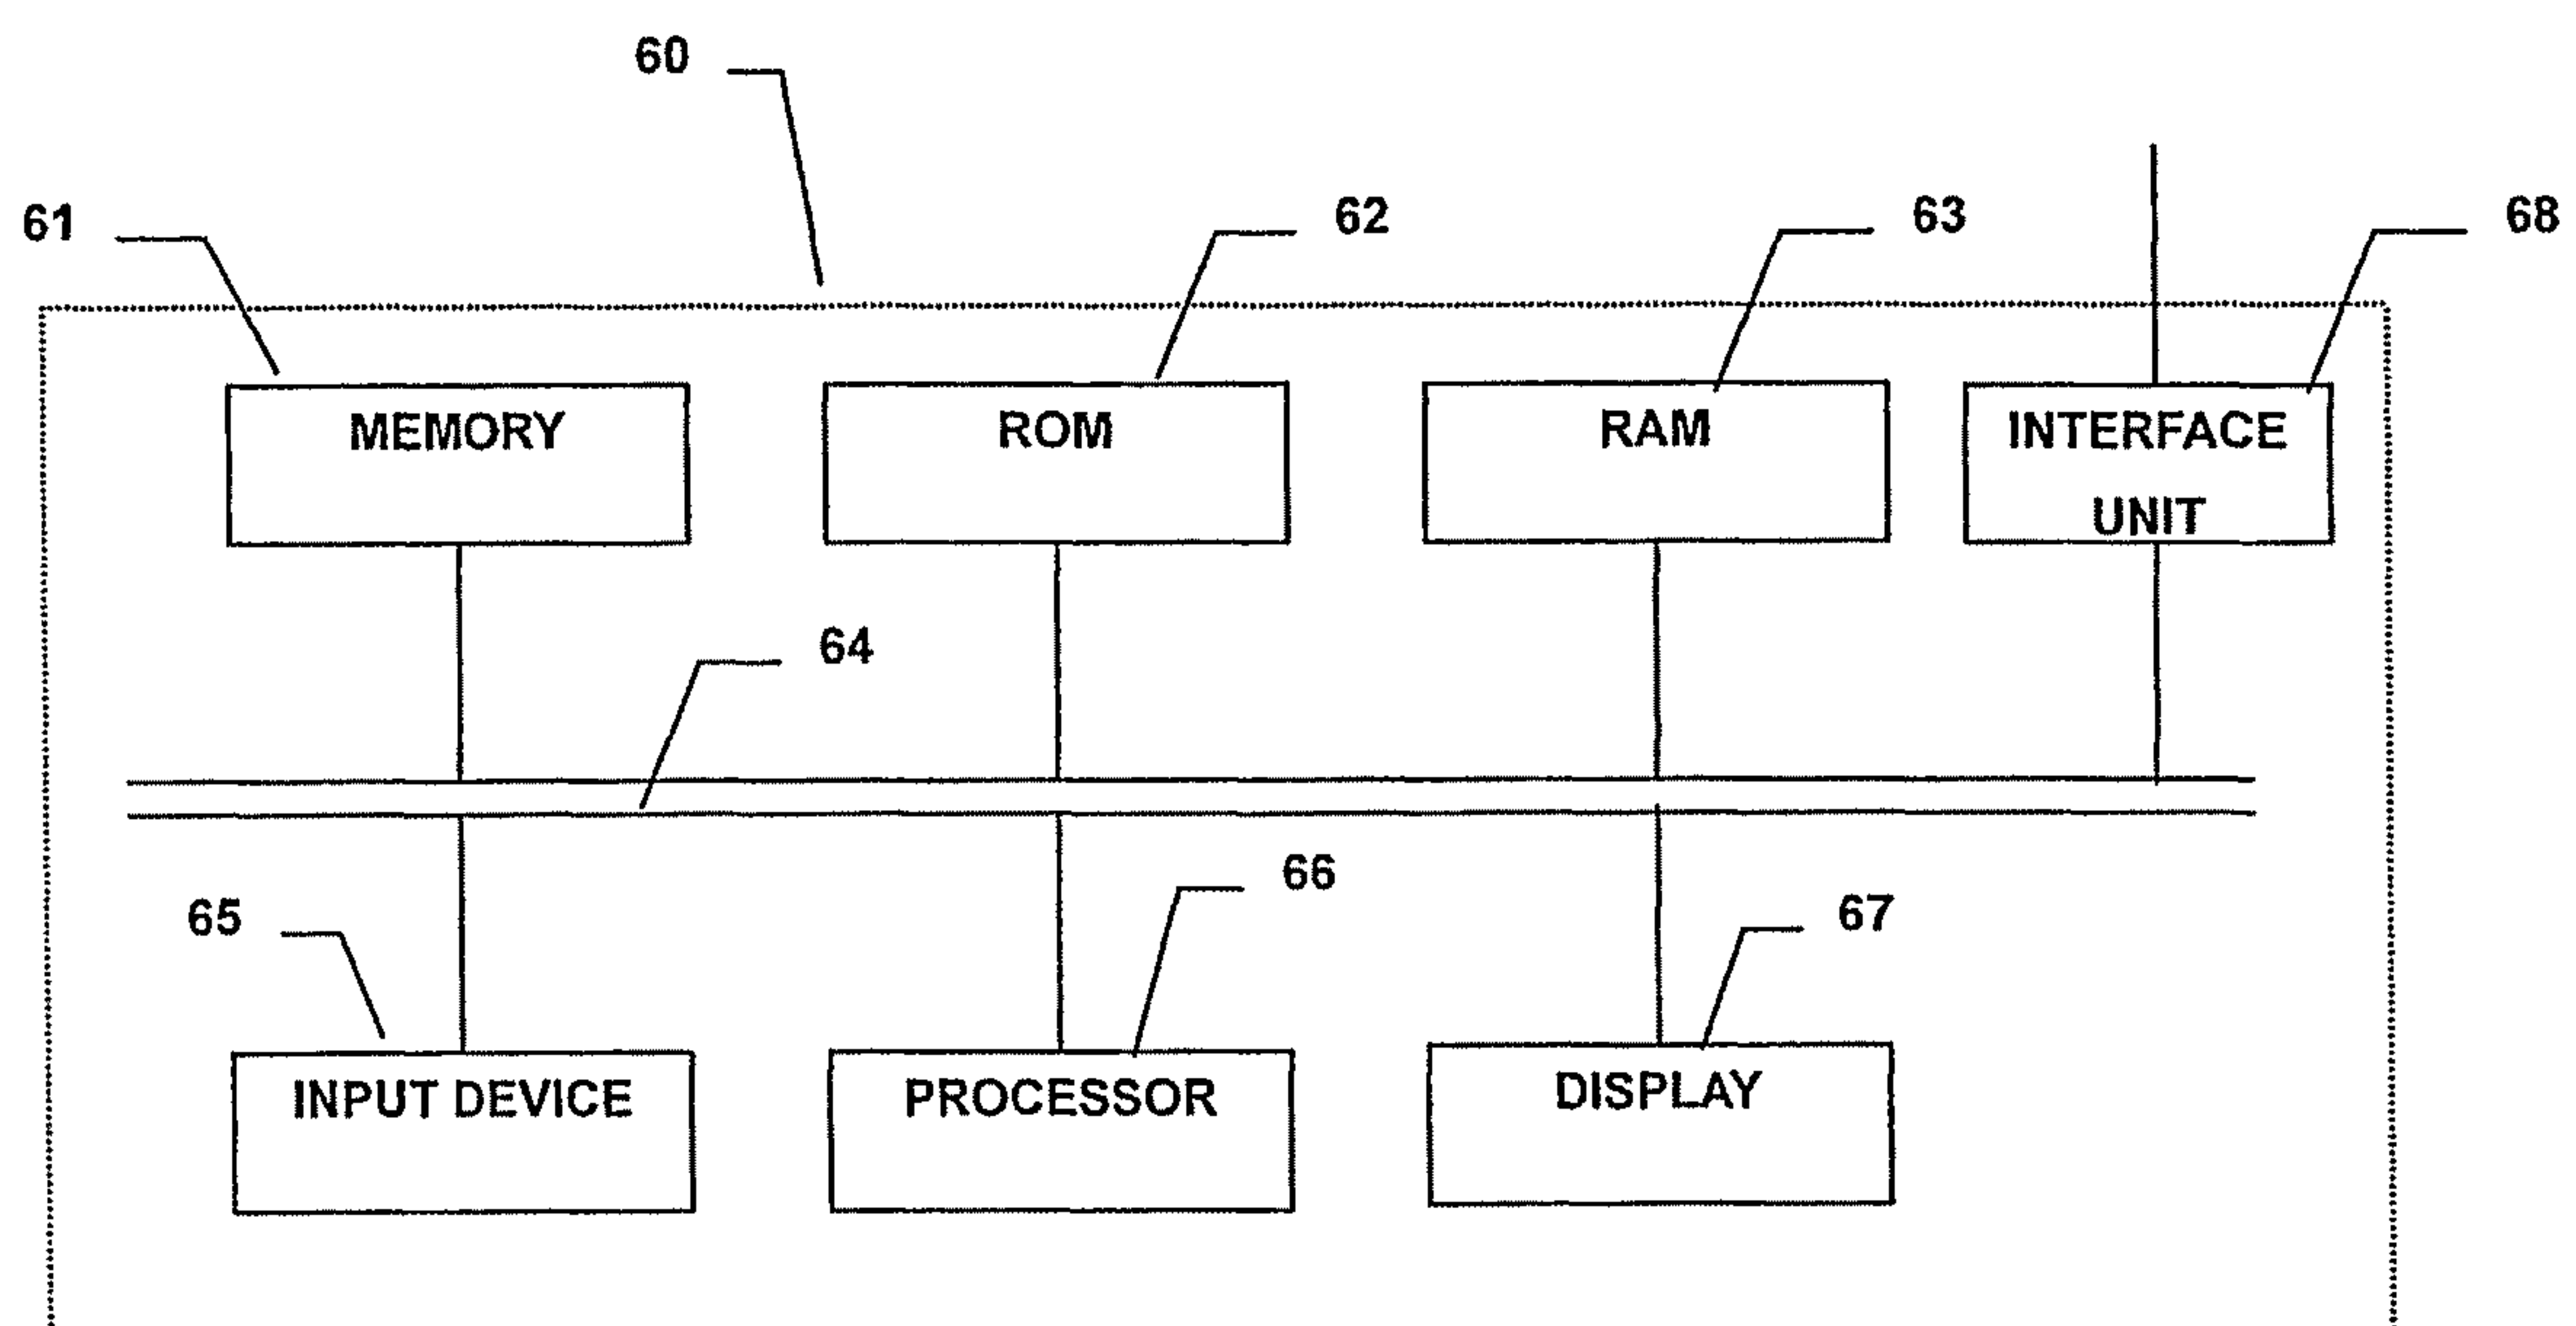 60
61
62
63
68
MEMORY
ROM
RAM
INTERFACE
UNIT
64
66
65
67
INPUT DEVICE
PROCESSOR
DISPLAY